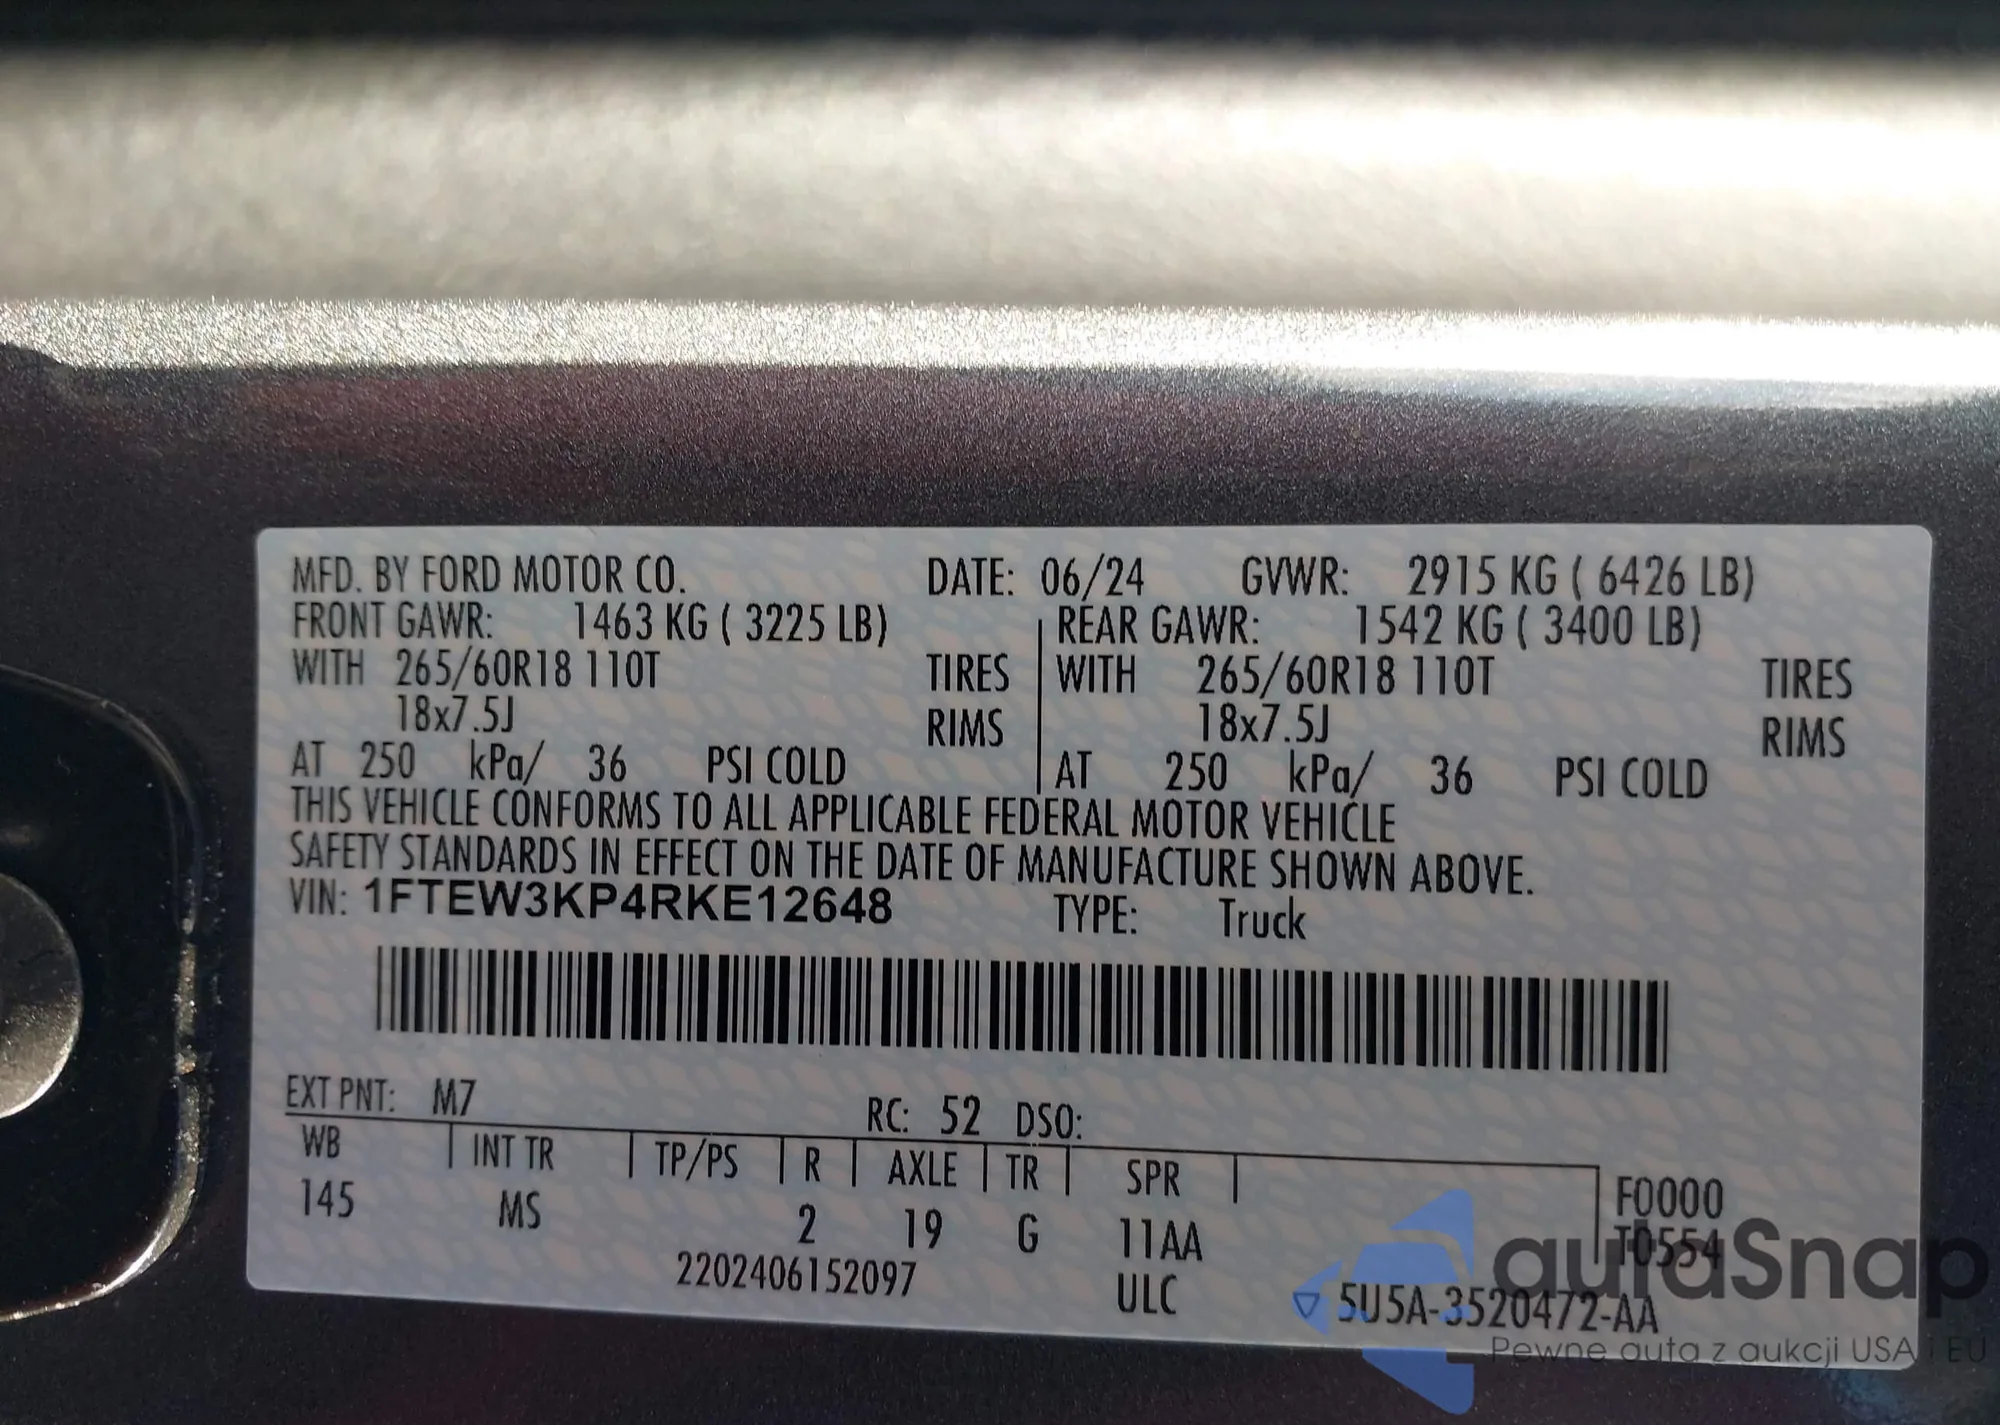 MFD. BY FORD MOTOR CO. DATE: 06/24 GVWR: 2915 KG ( 6426 LB)
FRONT GAWR: 1463 KG ( 3225 LB) REAR GAWR: 1542 KG ( 3400 LB)
WITH 265/60R18 110T TIRES WITH 265/60R18 110T TIRES
18x7.5J RIMS 18x7.5J RIMS
AT 250 kPa/ 36 PSI COLD AT 250 kPa/ 36 PSI COLD
THIS VEHICLE CONFORMS TO ALL APPLICABLE FEDERAL MOTOR VEHICLE
SAFETY STANDARDS IN EFFECT ON THE DATE OF MANUFACTURE SHOWN ABOVE.
VIN: 1FTEW3KP4RKE12648 TYPE: Truck
EXT PNT: M7 RC: 52 DSO:
WB INT TR TP/PS R AXLE TR SPR
145 MS 2 19 G 11AA
F0000
T0554
2202406152097 ULC
5U5A-3520472-AA
autaSnap
Pewne auta z aukcji USA i EU